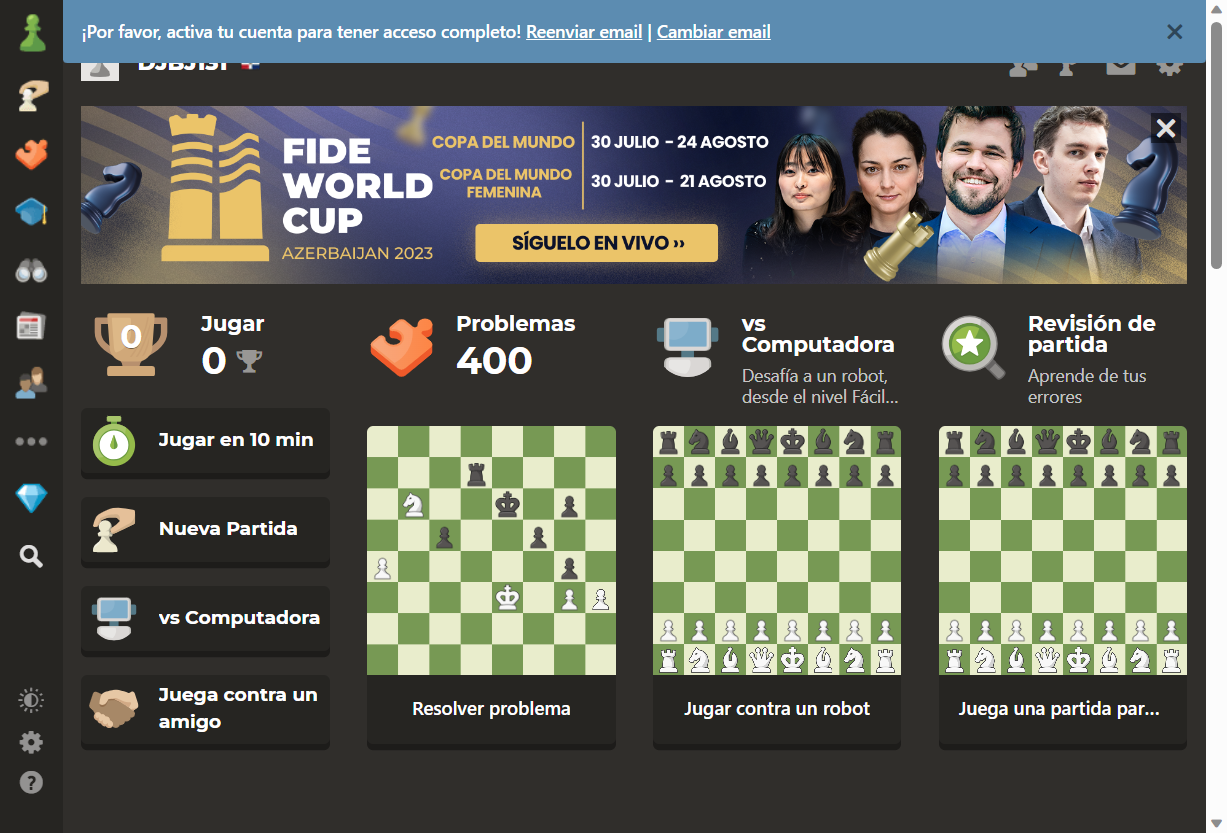 ¡Por favor, activa tu cuenta para tener acceso completo! Reenviar email | Cambiar email
FIDE
WORLD
CUP
AZERBAIJAN 2023
COPA DEL MUNDO
30 JULIO - 24 AGOSTO
COPA DEL MUNDO
FEMENINA
30 JULIO - 21 AGOSTO
SÍGUELO EN VIVO ››
0
Jugar
0
Problemas
400
vs
Computadora
Desafía a un robot,
desde el nivel Fácil...
Revisión de
partida
Aprende de tus
errores
Jugar en 10 min
Nueva Partida
vs Computadora
Juega contra un
amigo
Resolver problema
Jugar contra un robot
Juega una partida par...
?